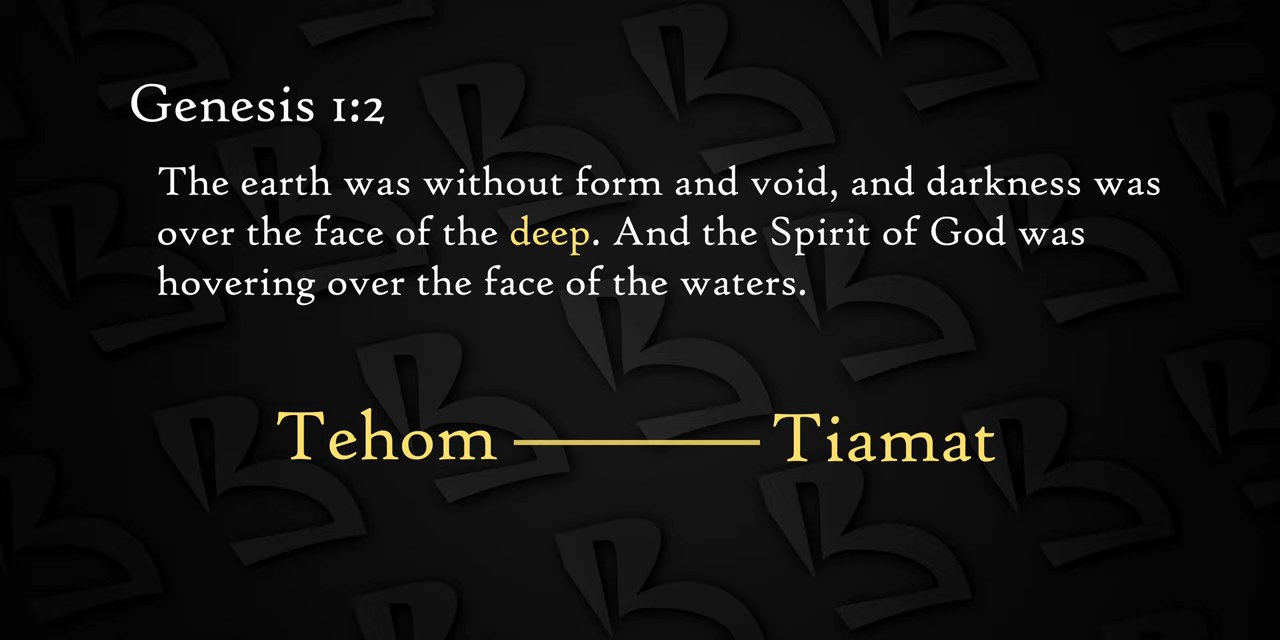 Genesis 1:2
The earth was without form and void, and darkness was
over the face of the deep. And the Spirit of God was
hovering over the face of the waters.
Tehom — Tiamat